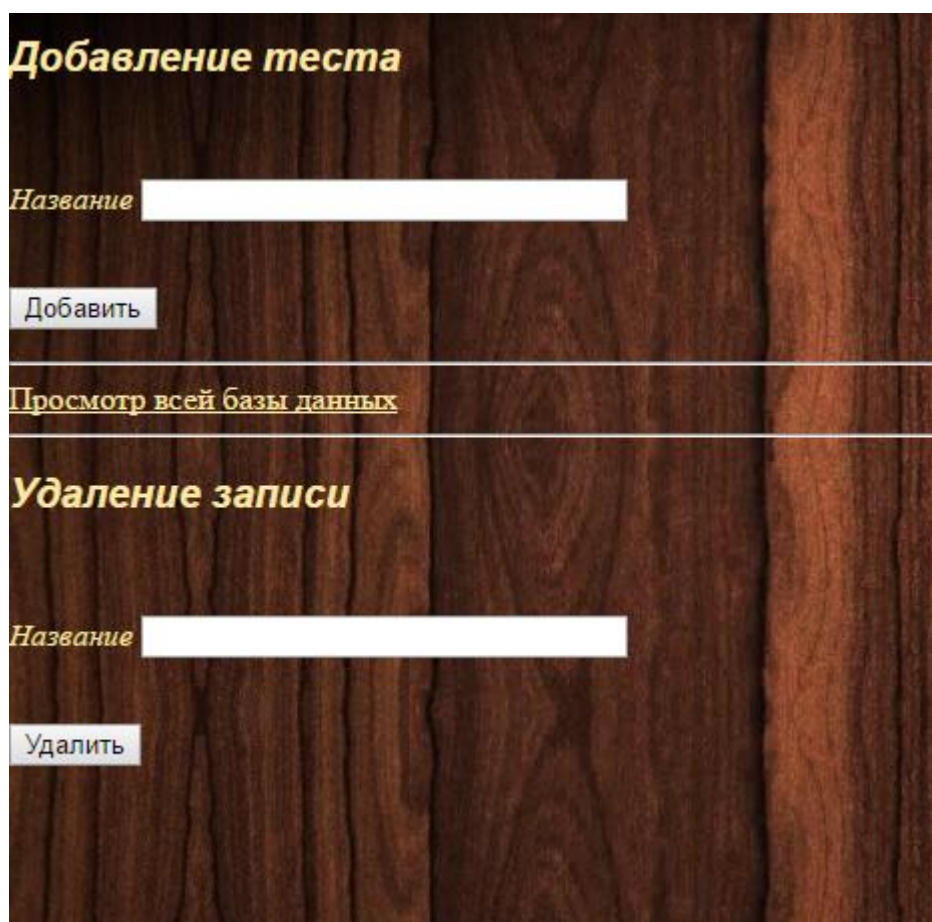 Добавление теста
Название
Добавить
Просмотр всей базы данных
Удаление записи
Название
Удалить